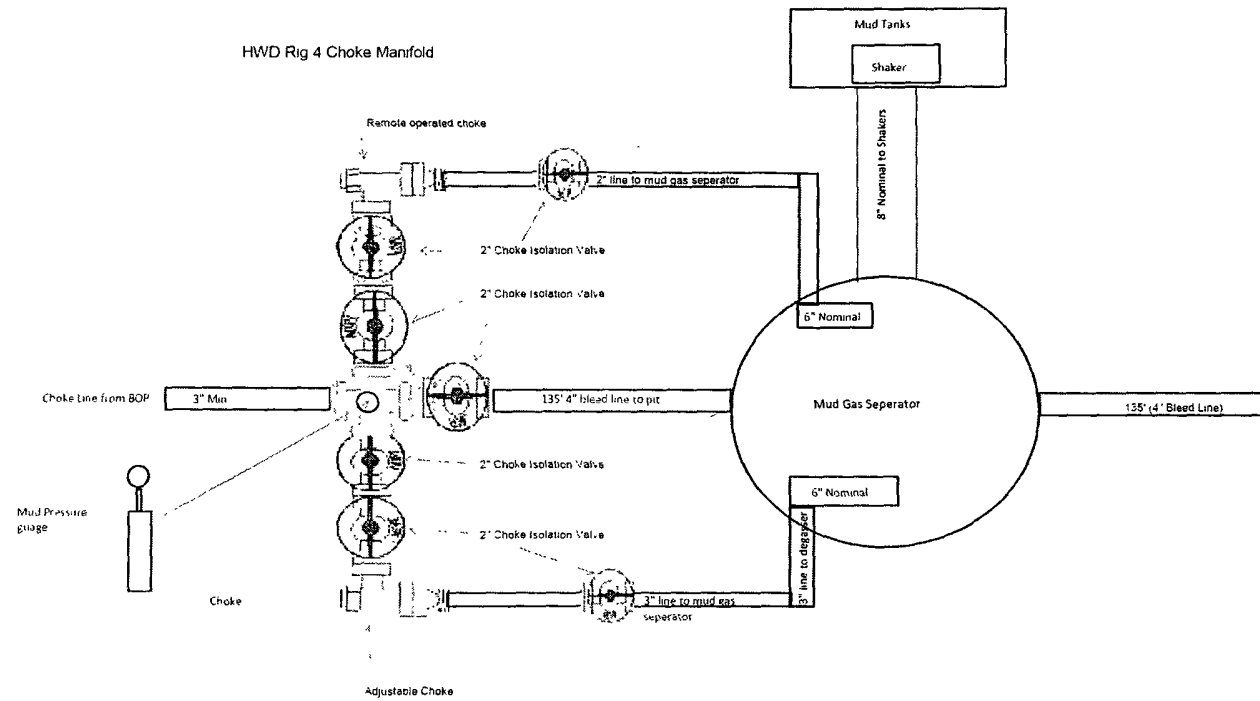 Mud Tanks
HWD Rig 4 Choke Manifold
Shaker
Remote operated choke
8" Nominal to Shakers
2" line to mud gas seperator
2" Choke Isolation Valve
2" Choke Isolation Valve
6" Nominal
Choke Line from BOP
3" Min
135' 4" bleed line to pit
Mud Gas Seperator
135' (4' Bleed Line)
2" Choke Isolation Valve
6" Nominal
Mud Pressure
guage
2" Choke Isolation Valve
3" line to degasser
Choke
3" line to mud gas
seperator
Adjustable Choke